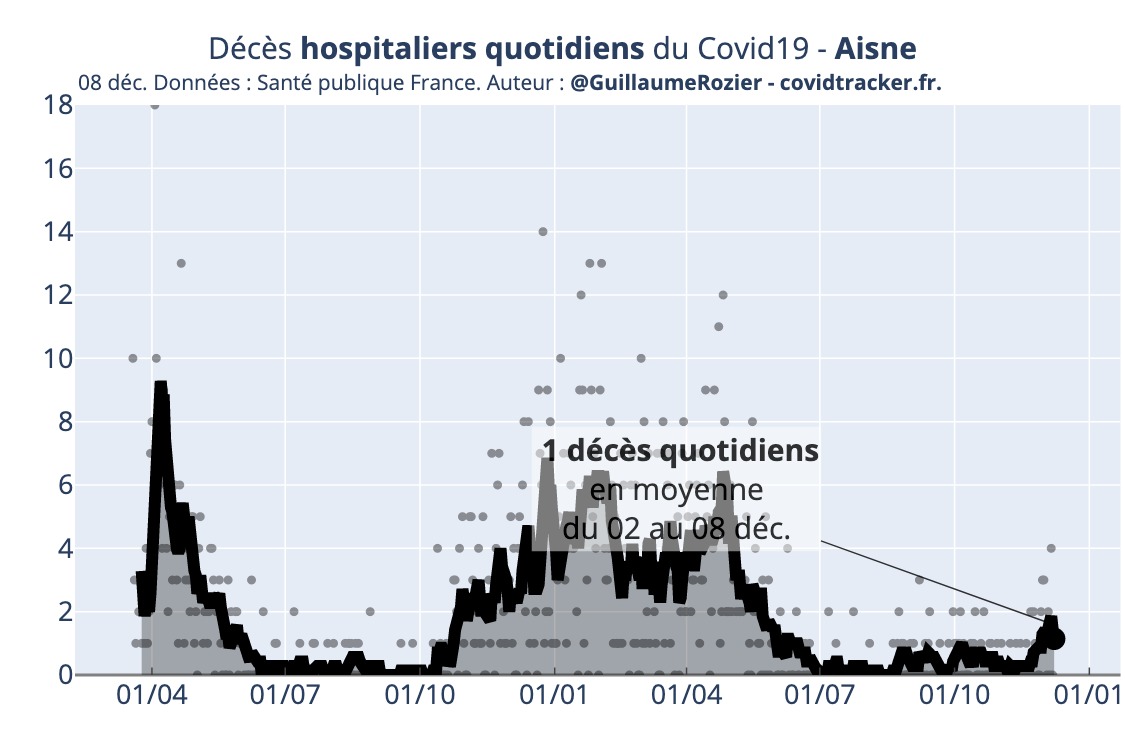 Décès hospitaliers quotidiens du Covid19 - Aisne
08 déc. Données : Santé publique France. Auteur : @GuillaumeRozier - covidtracker.fr.
18
16
14
12
10
8
6
4
2
0
1 décès quotidiens
en moyenne
du 02 au 08 déc.
01/04 01/07 01/10 01/01 01/04 01/07 01/10 01/01